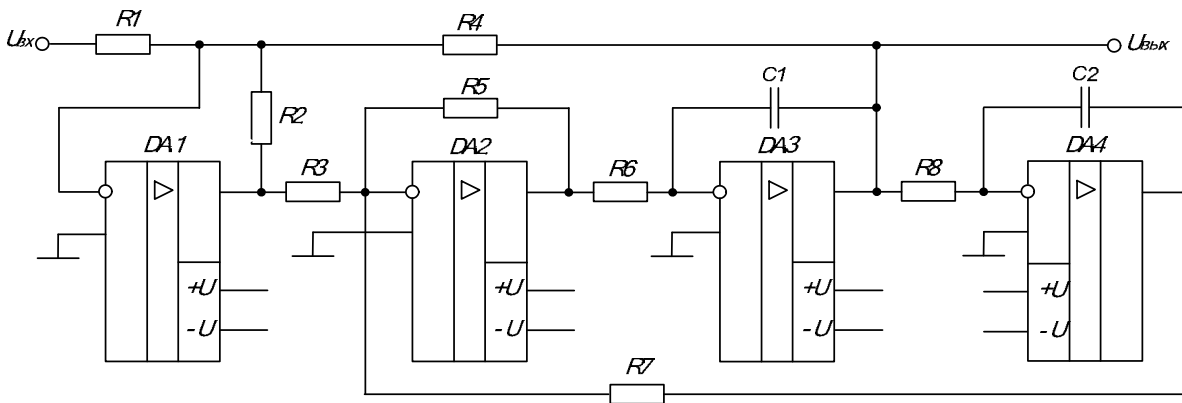 R1
R4
Uвх
Uвых
R5
C1
C2
R2
DA1
DA2
DA3
DA4
R3
R6
R8
+U
-U
+U
-U
+U
-U
+U
-U
R7